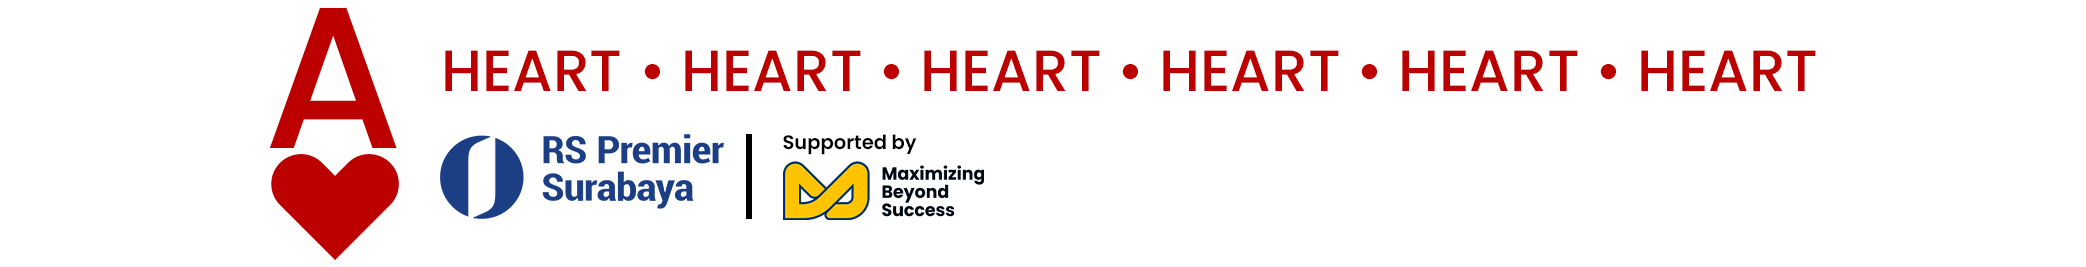 A
HEART • HEART • HEART • HEART • HEART • HEART
RS Premier
Surabaya
Supported by
Maximizing
Beyond
Success